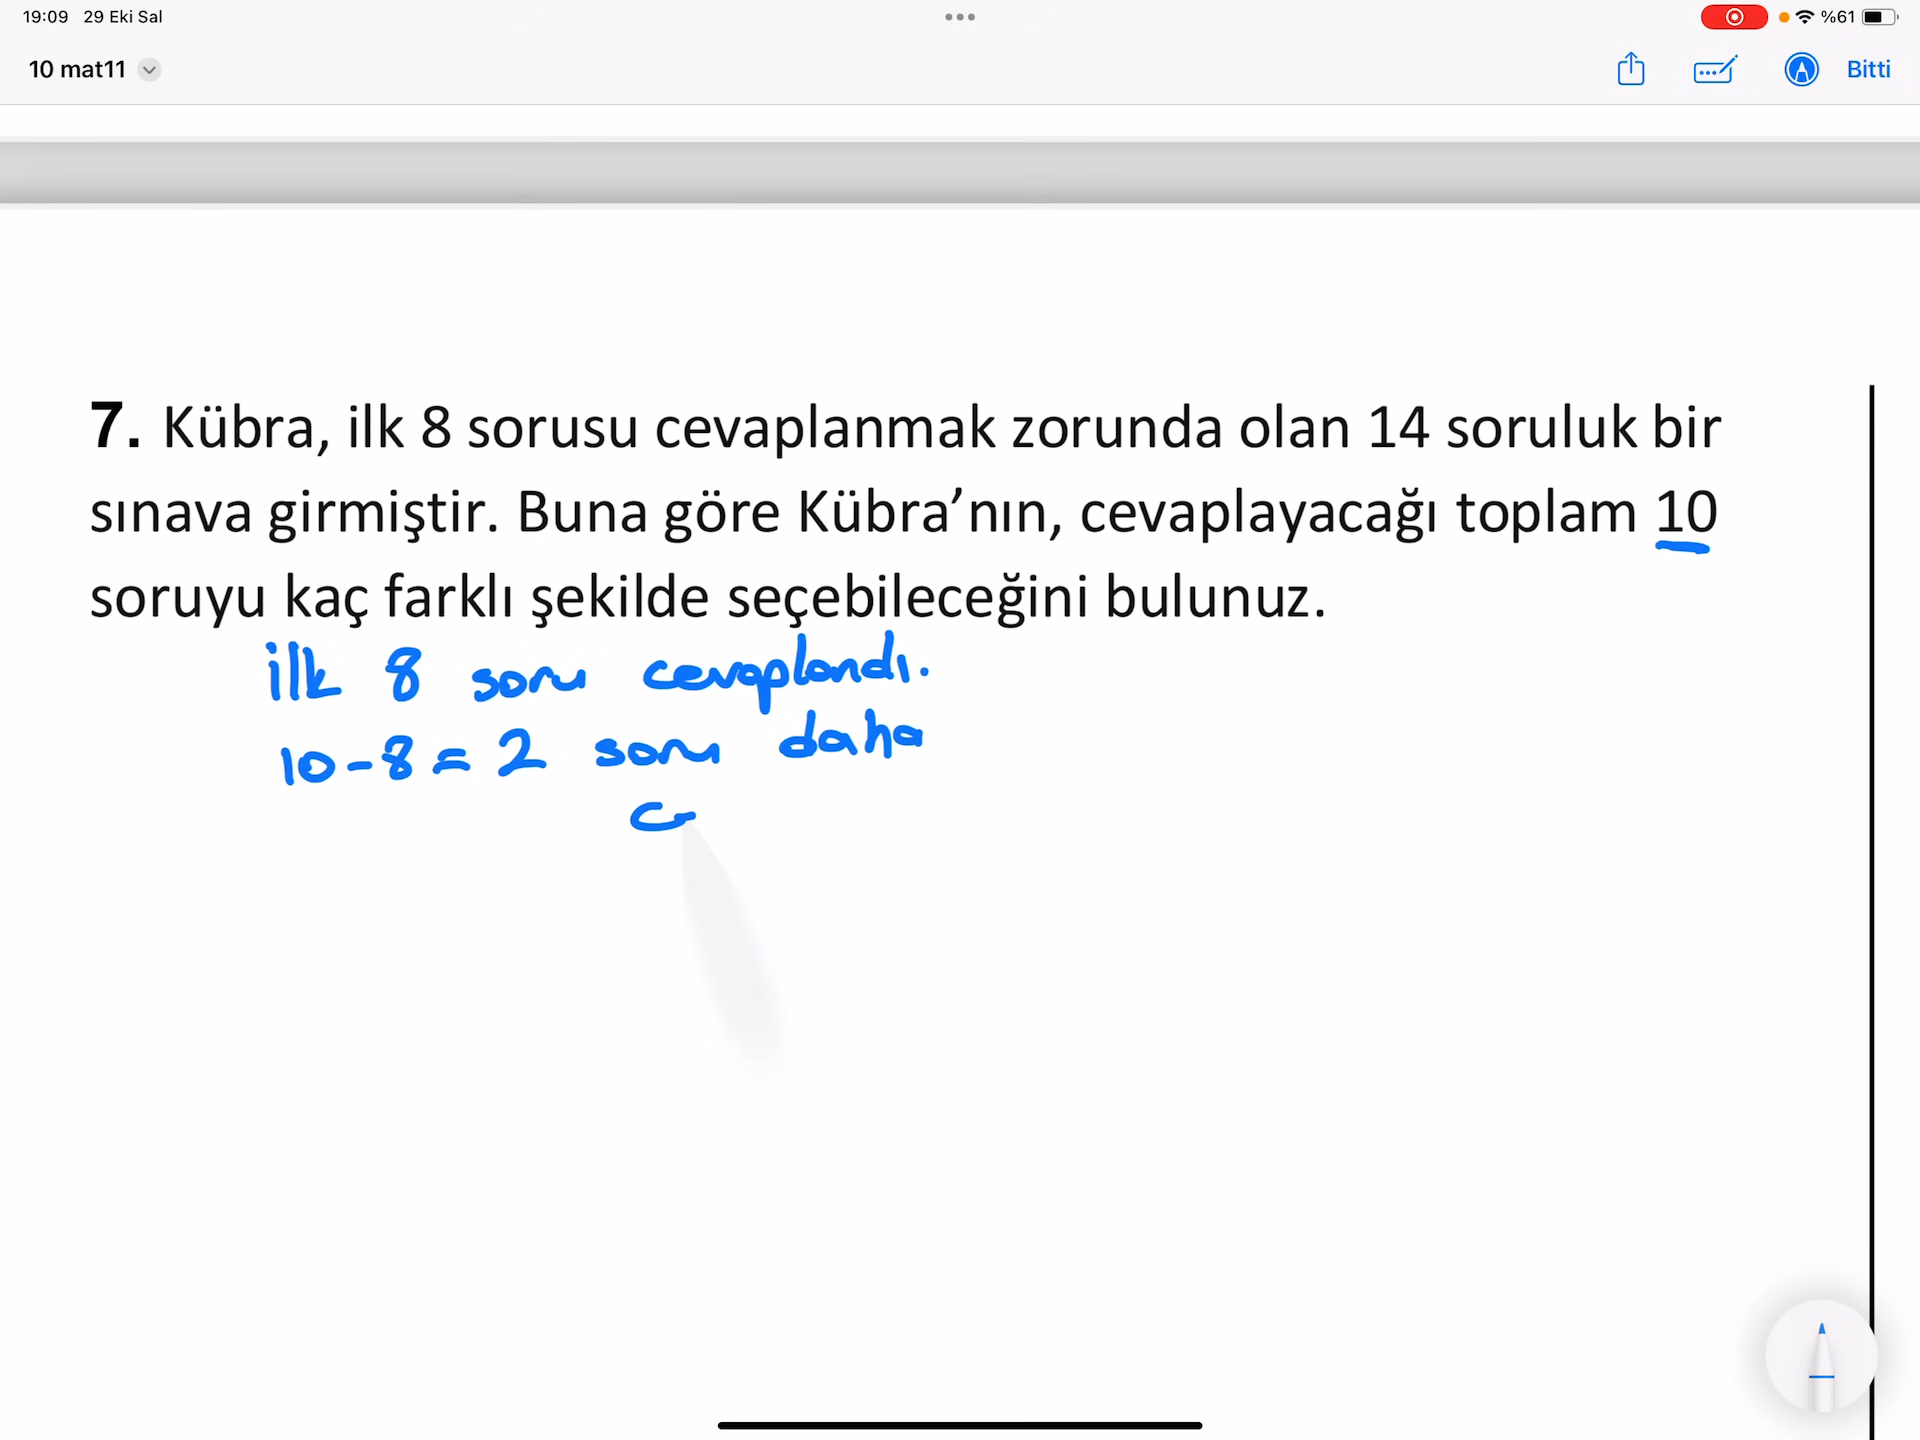 19:09 29 Eki Sal
%61
10 mat11
Bitti
7. Kübra, ilk 8 sorusu cevaplanmak zorunda olan 14 soruluk bir
sınava girmiştir. Buna göre Kübra’nın, cevaplayacağı toplam 10
soruyu kaç farklı şekilde seçebileceğini bulunuz.
ilk 8 soru cevaplandı.
10-8=2 soru daha